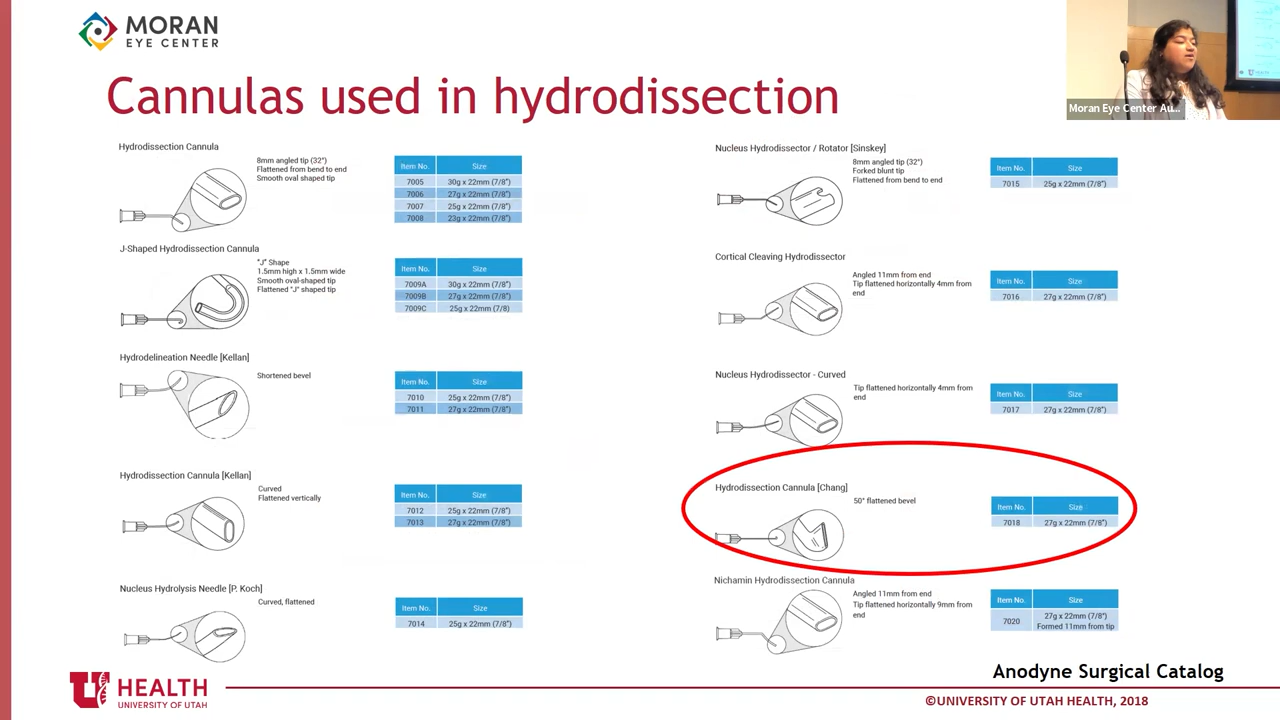 MORAN
EYE CENTER
Moran Eye Center Au...
HEALTH
Cannulas used in hydrodissection
Hydrodissection Cannula
8mm angled tip (32°)
Flattened from bend to end
Smooth oval shaped tip
Item No. Size
7005 30g x 22mm (7/8")
7006 27g x 22mm (7/8")
7007 25g x 22mm (7/8")
7008 23g x 22mm (7/8")
J-Shaped Hydrodissection Cannula
"J" Shape
1.5mm high x 1.5mm wide
Smooth oval-shaped tip
Flattened "J" shaped tip
Item No. Size
7009A 30g x 22mm (7/8")
7009B 27g x 22mm (7/8")
7009C 25g x 22mm (7/8)
Hydrodelineation Needle [Kellan]
Shortened bevel
Item No. Size
7010 25g x 22mm (7/8")
7011 27g x 22mm (7/8")
Hydrodissection Cannula [Kellan]
Curved
Flattened vertically
Item No. Size
7012 25g x 22mm (7/8")
7013 27g x 22mm (7/8")
Nucleus Hydrolysis Needle [P. Koch]
Curved, flattened
Item No. Size
7014 25g x 22mm (7/8")
Nucleus Hydrodissector / Rotator [Sinskey]
8mm angled tip (32°)
Forked blunt tip
Flattened from bend to end
Item No. Size
7015 25g x 22mm (7/8")
Cortical Cleaving Hydrodissector
Angled 11mm from end
Tip flattened horizontally 4mm from
end
Item No. Size
7016 27g x 22mm (7/8")
Nucleus Hydrodissector - Curved
Tip flattened horizontally 4mm from
end
Item No. Size
7017 27g x 22mm (7/8")
Hydrodissection Cannula [Chang]
50° flattened bevel
Item No. Size
7018 27g x 22mm (7/8")
Nichamin Hydrodissection Cannula
Angled 11mm from end
Tip flattened horizontally 9mm from
end
Item No. Size
7020 27g x 22mm (7/8")
Formed 11mm from tip
Anodyne Surgical Catalog
U HEALTH
UNIVERSITY OF UTAH
©UNIVERSITY OF UTAH HEALTH, 2018